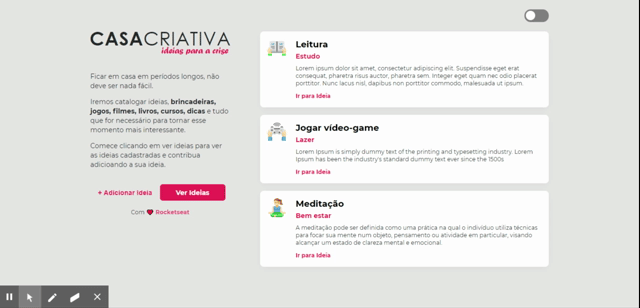 CASACRIATIVA
ideias para a crise
Ficar em casa em períodos longos, não
deve ser nada fácil.
Iremos catalogar ideias, brincadeiras,
jogos, filmes, livros, cursos, dicas e tudo
que for necessário para tornar esse
momento mais interessante.
Comece clicando em ver ideias para ver
as ideias cadastradas e contribua
adicioando a sua ideia.
+ Adicionar Ideia
Ver Ideias
Com Rocketseat
Leitura
Estudo
Lorem ipsum dolor sit amet, consectetur adipiscing elit. Suspendisse eget erat
consequat, pharetra risus auctor, pharetra sem. Integer eget quam nec odio placerat
porttitor. Nunc lacus nisl, dapibus non porttitor commodo, malesuada ut ipsum.
Ir para Ideia
Jogar vídeo-game
Lazer
Lorem Ipsum is simply dummy text of the printing and typesetting industry. Lorem
Ipsum has been the industry's standard dummy text ever since the 1500s
Ir para Ideia
Meditação
Bem estar
A meditação pode ser definida como uma prática na qual o indivíduo utiliza técnicas
para focar sua mente num objeto, pensamento ou atividade em particular, visando
alcançar um estado de clareza mental e emocional.
Ir para Ideia